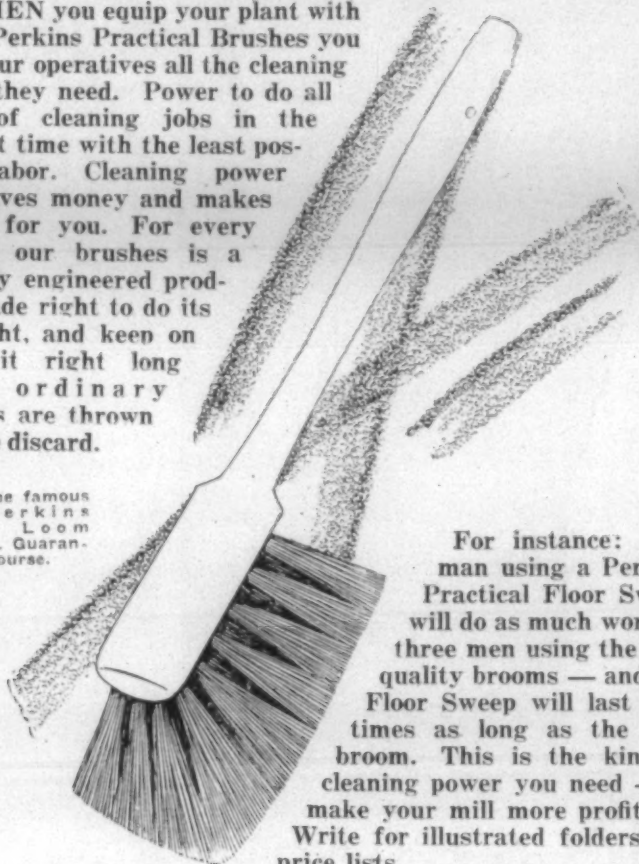 HEN you equip your plant with
Perkins Practical Brushes you
ur operatives all the cleaning
they need. Power to do all
of cleaning jobs in the
t time with the least pos-
abor. Cleaning power
ves money and makes
for you. For every
our brushes is a
y engineered prod-
de right to do its
ht, and keep on
it right long
ordinary
s are thrown
discard.
e famous
erkins
Loom
Guaran-
ourse.
For instance:
man using a Per
Practical Floor Sw
will do as much wor
three men using the
quality brooms — and
Floor Sweep will last
times as long as the
broom. This is the kin
cleaning power you need -
make your mill more profit
Write for illustrated folders
price lists